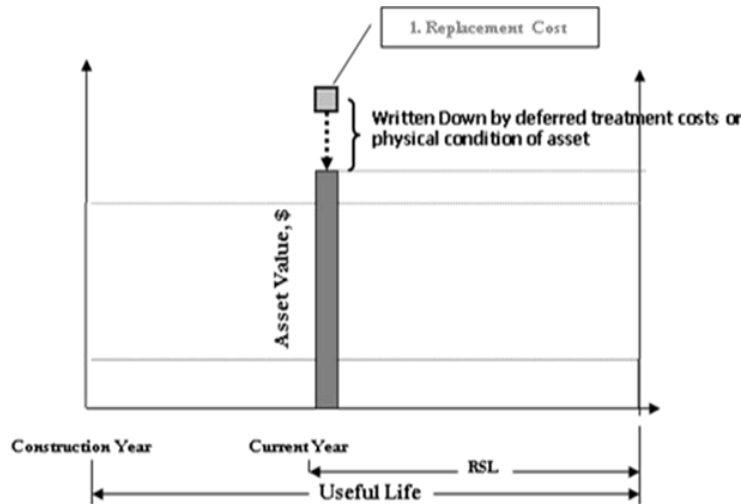 1. Replacement Cost
Written Down by deferred treatment costs or
physical condition of asset
Asset Value, $
Construction Year
Current Year
RSL
Useful Life